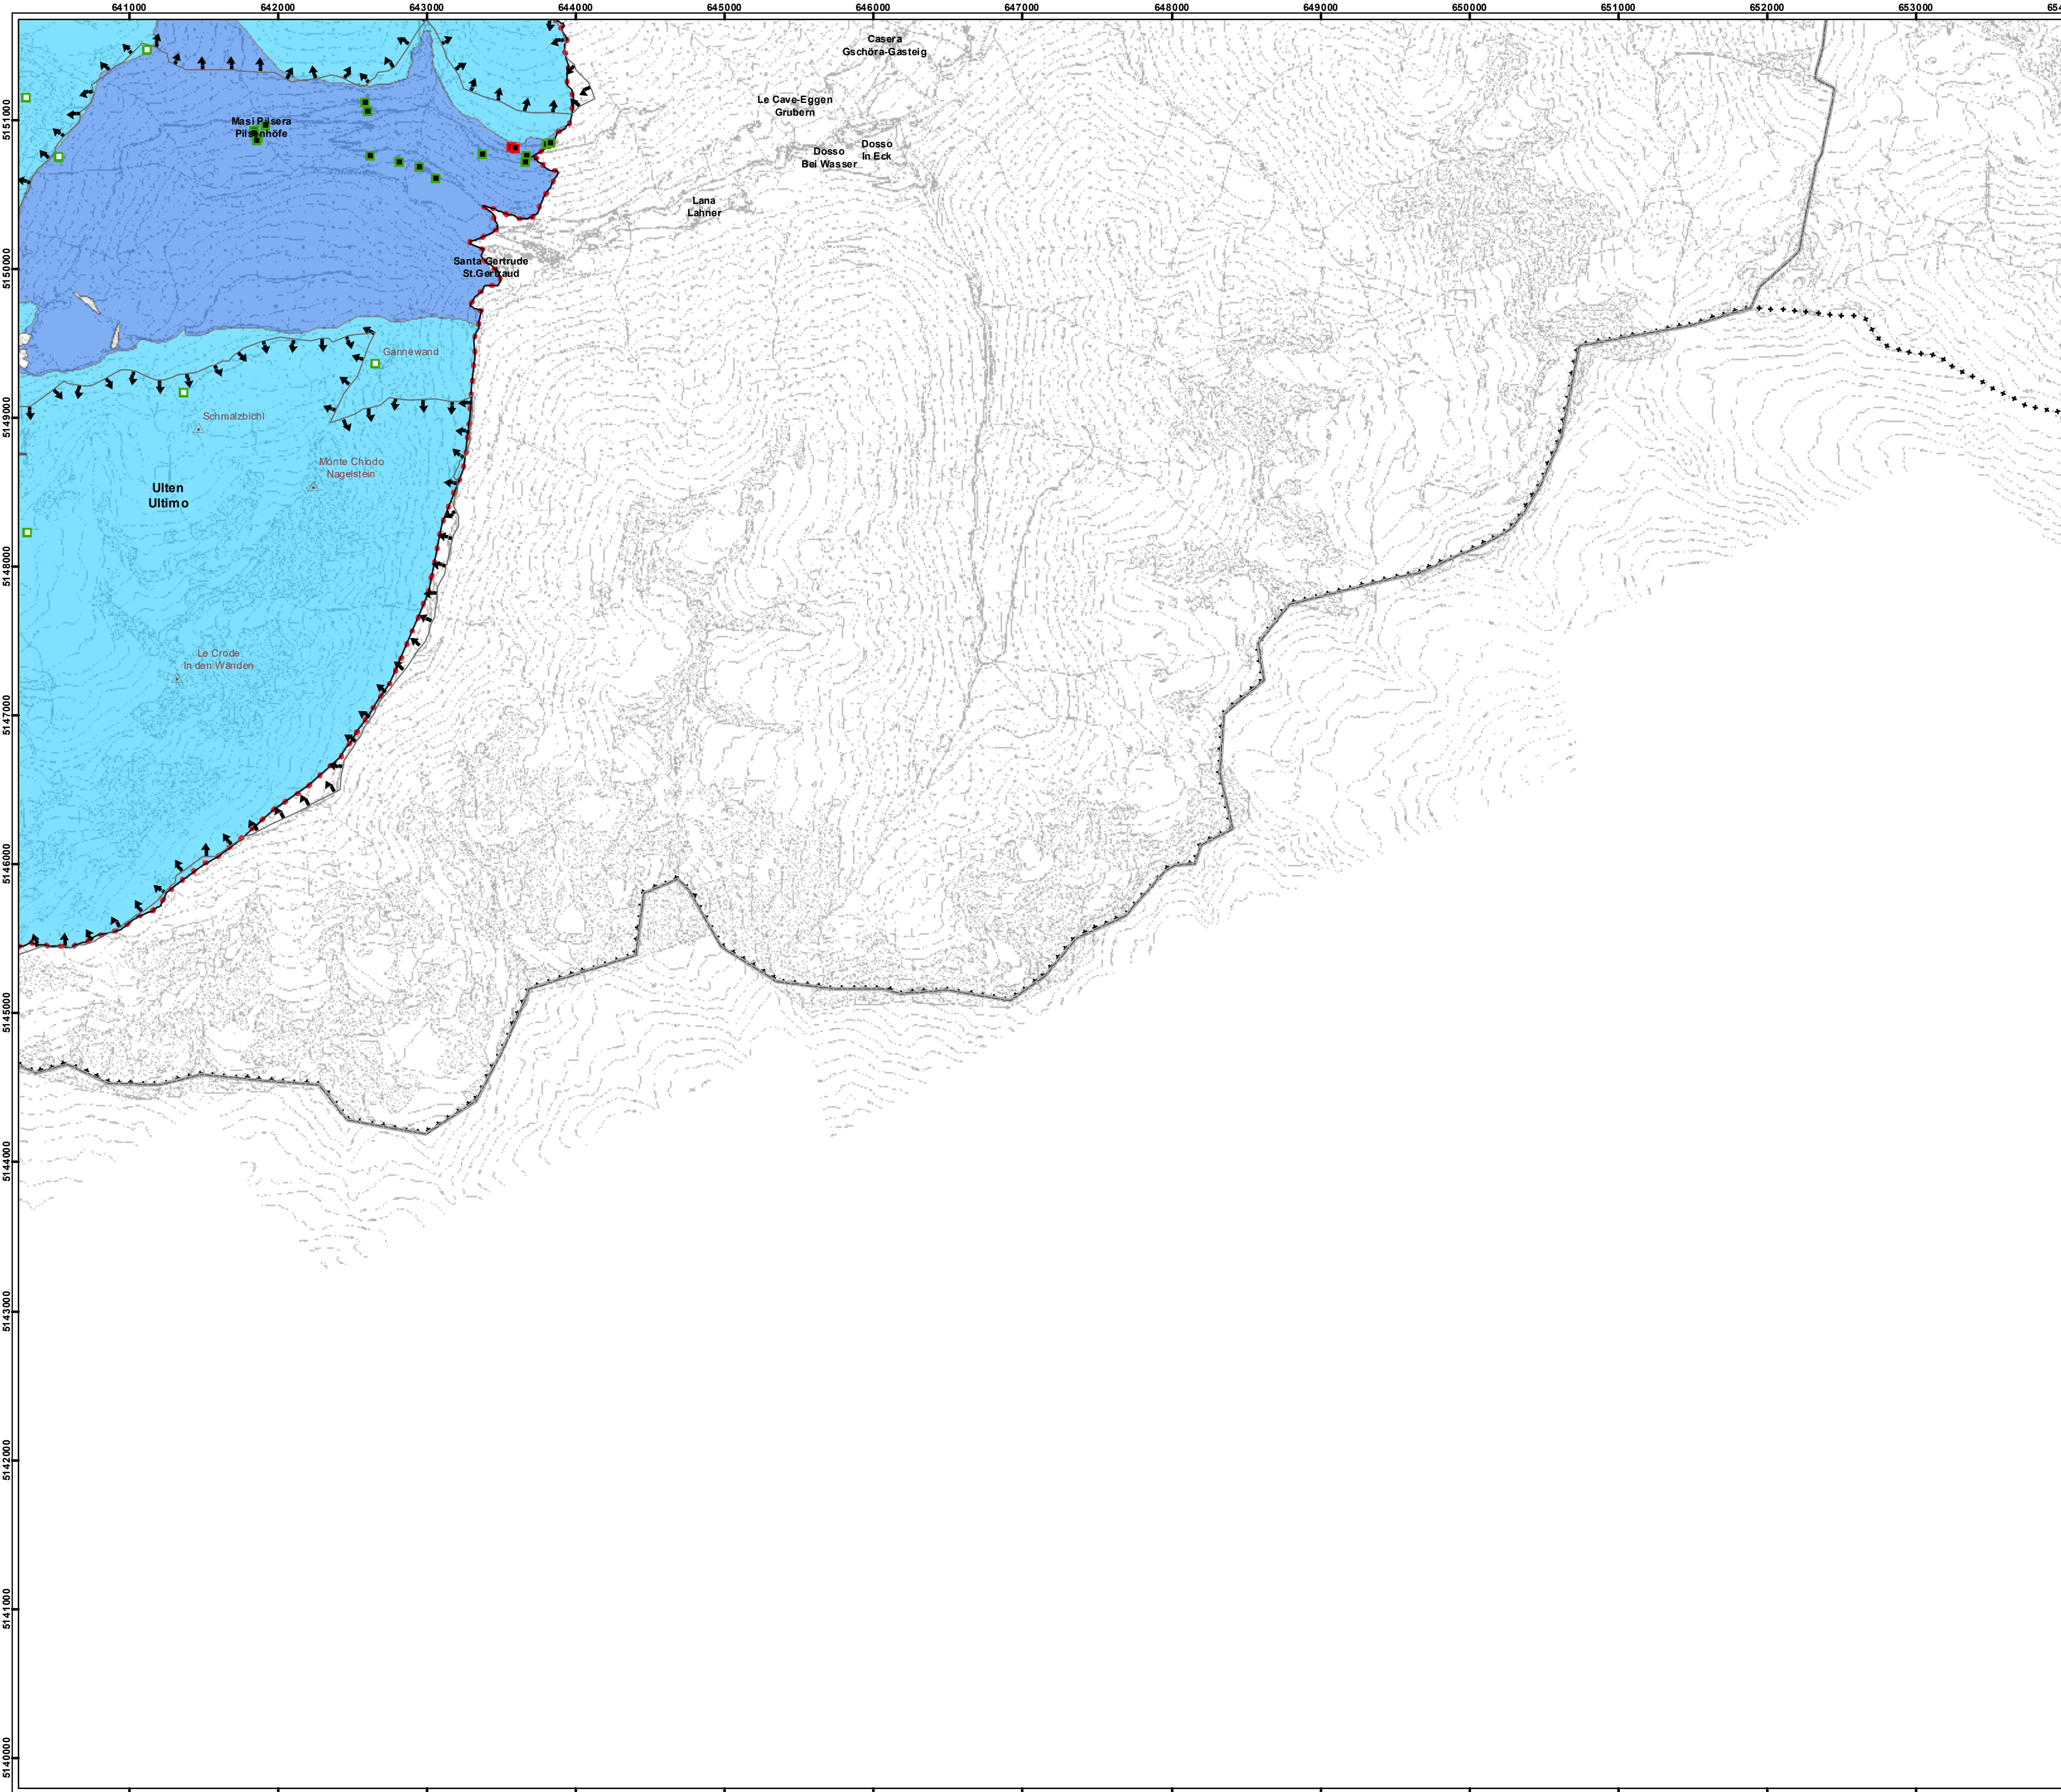 641000 642000 643000 644000 645000 646000 647000 648000 649000 650000 651000 652000 653000
Casera
Gschöra-Gasteig
Le Cave-Eggen
Grubern
5151000
Masi Pilsera
Pilsenhöfe
Dosso
In Eck
Dosso
Bei Wasser
Lana
Lahner
5150000
Santa Gertrude
St.Gertraud
Gannewand
5149000
Schmalzbichl
Monte Chiodo
Nagelstein
Ulten
Ultimo
5148000
Le Crode
In den Wänden
5147000
5146000
5145000
5144000
5143000
5142000
5141000
5140000